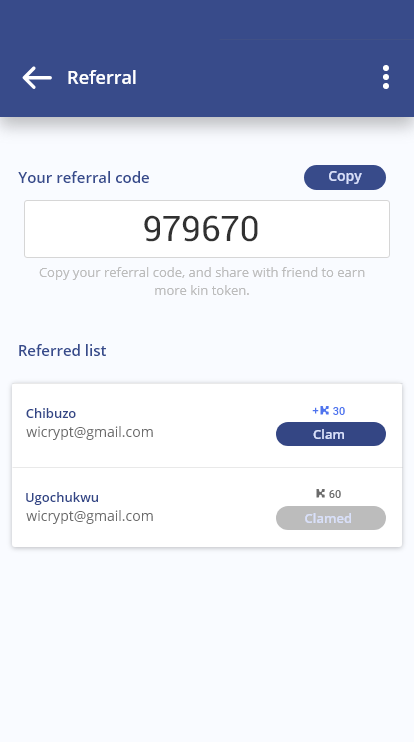 Referral
Your referral code
Copy
979670
Copy your referral code, and share with friend to earn
more kin token.
Referred list
Chibuzo
+K 30
wicrypt@gmail.com
Clam
Ugochukwu
K 60
wicrypt@gmail.com
Clamed